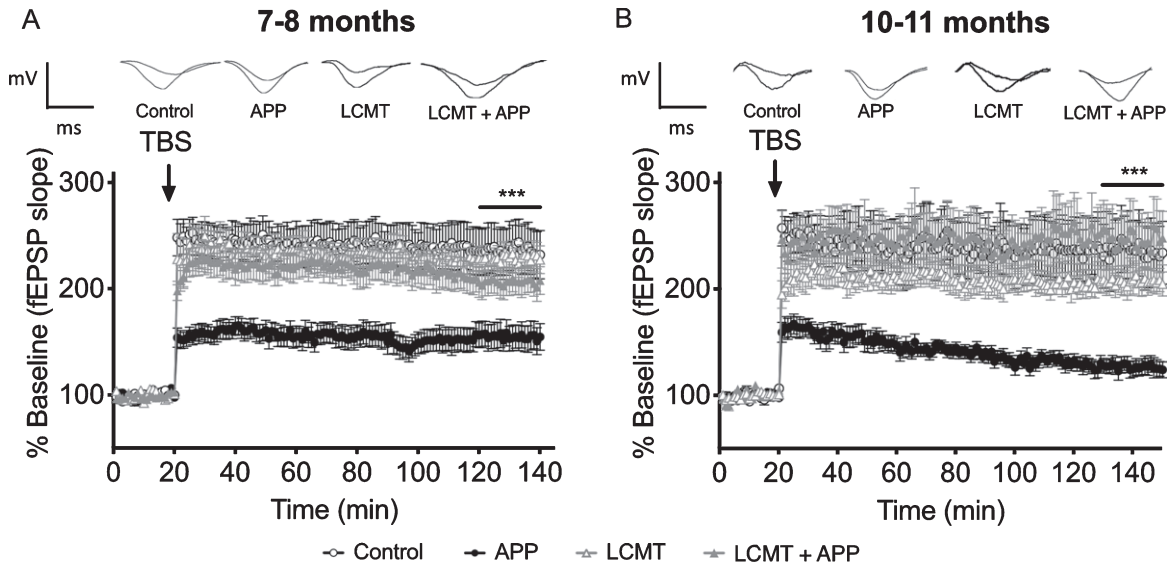 A
7-8 months
mV
ms
Control
APP
LCMT
LCMT + APP
TBS
***
300
200
100
% Baseline (fEPSP slope)
0 20 40 60 80 100 120 140
Time (min)
B
10-11 months
mV
ms
Control
APP
LCMT
LCMT + APP
TBS
***
300
200
100
% Baseline (fEPSP slope)
0 20 40 60 80 100 120 140
Time (min)
Control APP LCMT LCMT + APP